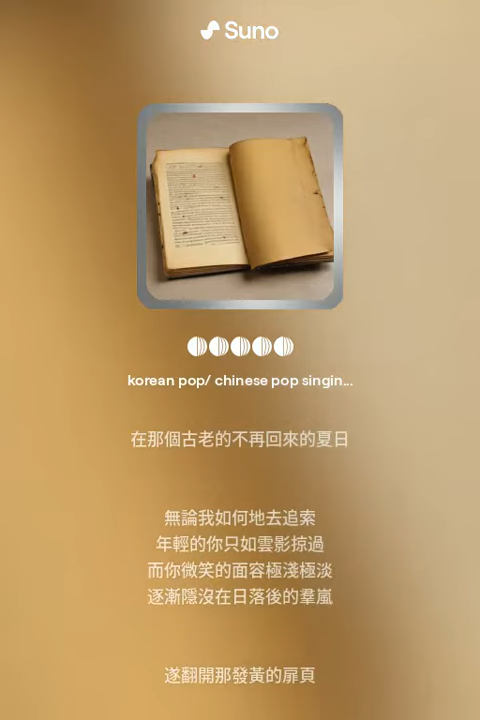 Suno
korean pop/ chinese pop singin...
在那個古老的不再回來的夏日
無論我如何地去追索
年輕的你只如雲影掠過
而你微笑的面容極淺極淡
逐漸隱沒在日落後的羣嵐
遂翻開那發黃的扉頁